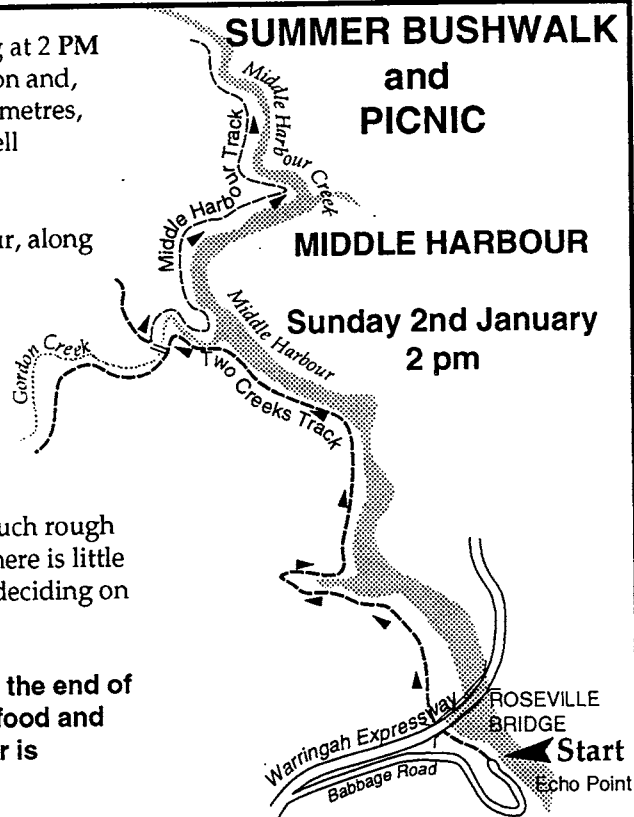 g at 2 PM
on and,
metres,
ell
ur, along
uch rough
here is little
deciding on
the end of
food and
r is
SUMMER BUSHWALK
and
PICNIC
MIDDLE HARBOUR
Sunday 2nd January
2 pm
Middle Harbour Creek
Middle Harbour Track
Middle Harbour
Gordon Creek
Two Creeks Track
Warringah Expressway
Babbage Road
ROSEVILLE
BRIDGE
Start
Echo Point